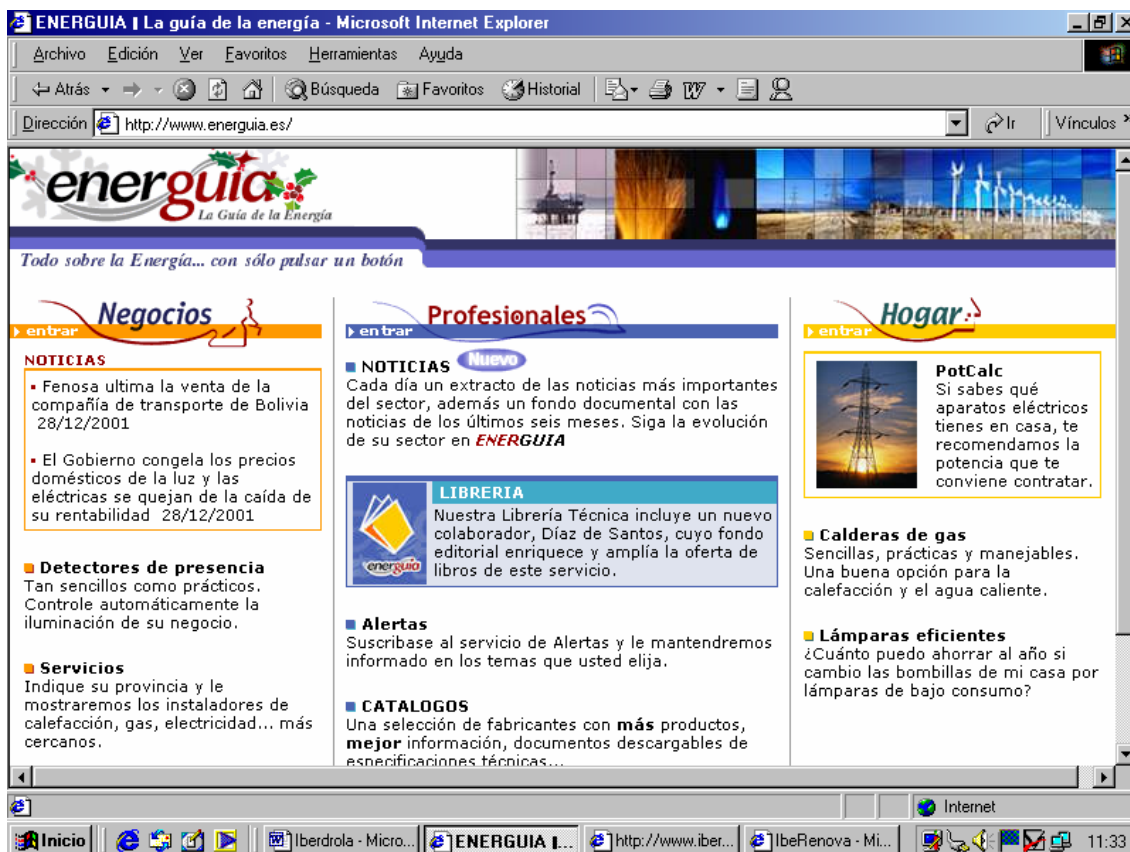 ENERGUIA | La guía de la energía - Microsoft Internet Explorer
Archivo Edición Ver Favoritos Herramientas Ayuda
Atrás Búsqueda Favoritos Historial
Dirección http://www.energuia.es/ Ir Vínculos
energuía
La Guía de la Energía
Todo sobre la Energía... con sólo pulsar un botón
Negocios
entrar
NOTICIAS
Fenosa ultima la venta de la
compañía de transporte de Bolivia
28/12/2001
El Gobierno congela los precios
domésticos de la luz y las
eléctricas se quejan de la caída de
su rentabilidad 28/12/2001
Detectores de presencia
Tan sencillos como prácticos.
Controle automáticamente la
iluminación de su negocio.
Servicios
Indique su provincia y le
mostraremos los instaladores de
calefacción, gas, electricidad... más
cercanos.
Profesionales
entrar
NOTICIAS Nuevo
Cada día un extracto de las noticias más importantes
del sector, además un fondo documental con las
noticias de los últimos seis meses. Siga la evolución
de su sector en ENERGUIA
LIBRERIA
Nuestra Librería Técnica incluye un nuevo
colaborador, Díaz de Santos, cuyo fondo
editorial enriquece y amplía la oferta de
libros de este servicio.
energuía
Alertas
Suscribase al servicio de Alertas y le mantendremos
informado en los temas que usted elija.
CATALOGOS
Una selección de fabricantes con más productos,
mejor información, documentos descargables de
especificaciones técnicas...
Hogar
entrar
PotCalc
Si sabes qué
aparatos eléctricos
tienes en casa, te
recomendamos la
potencia que te
conviene contratar.
Calderas de gas
Sencillas, prácticas y manejables.
Una buena opción para la
calefacción y el agua caliente.
Lámparas eficientes
¿Cuánto puedo ahorrar al año si
cambio las bombillas de mi casa por
lámparas de bajo consumo?
Internet
Inicio Iberdrola - Micro... ENERGUIA |... http://www.iber... IbeRenova - Mi... 11:33